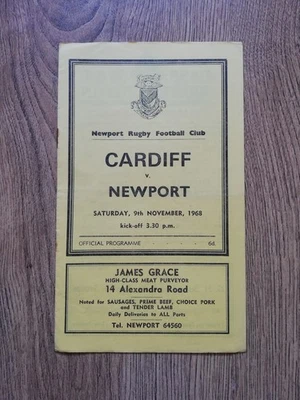 Newport Rugby Football Club
CARDIFF
v.
NEWPORT
SATURDAY, 9th NOVEMBER, 1968
kick-off 3.30 p.m.
OFFICIAL PROGRAMME - - 6d.
JAMES GRACE
HIGH-CLASS MEAT PURVEYOR
14 Alexandra Road
Noted for SAUSAGES, PRIME BEEF, CHOICE PORK
and TENDER LAMB
Daily Deliveries to ALL Parts
Tel. NEWPORT 64560